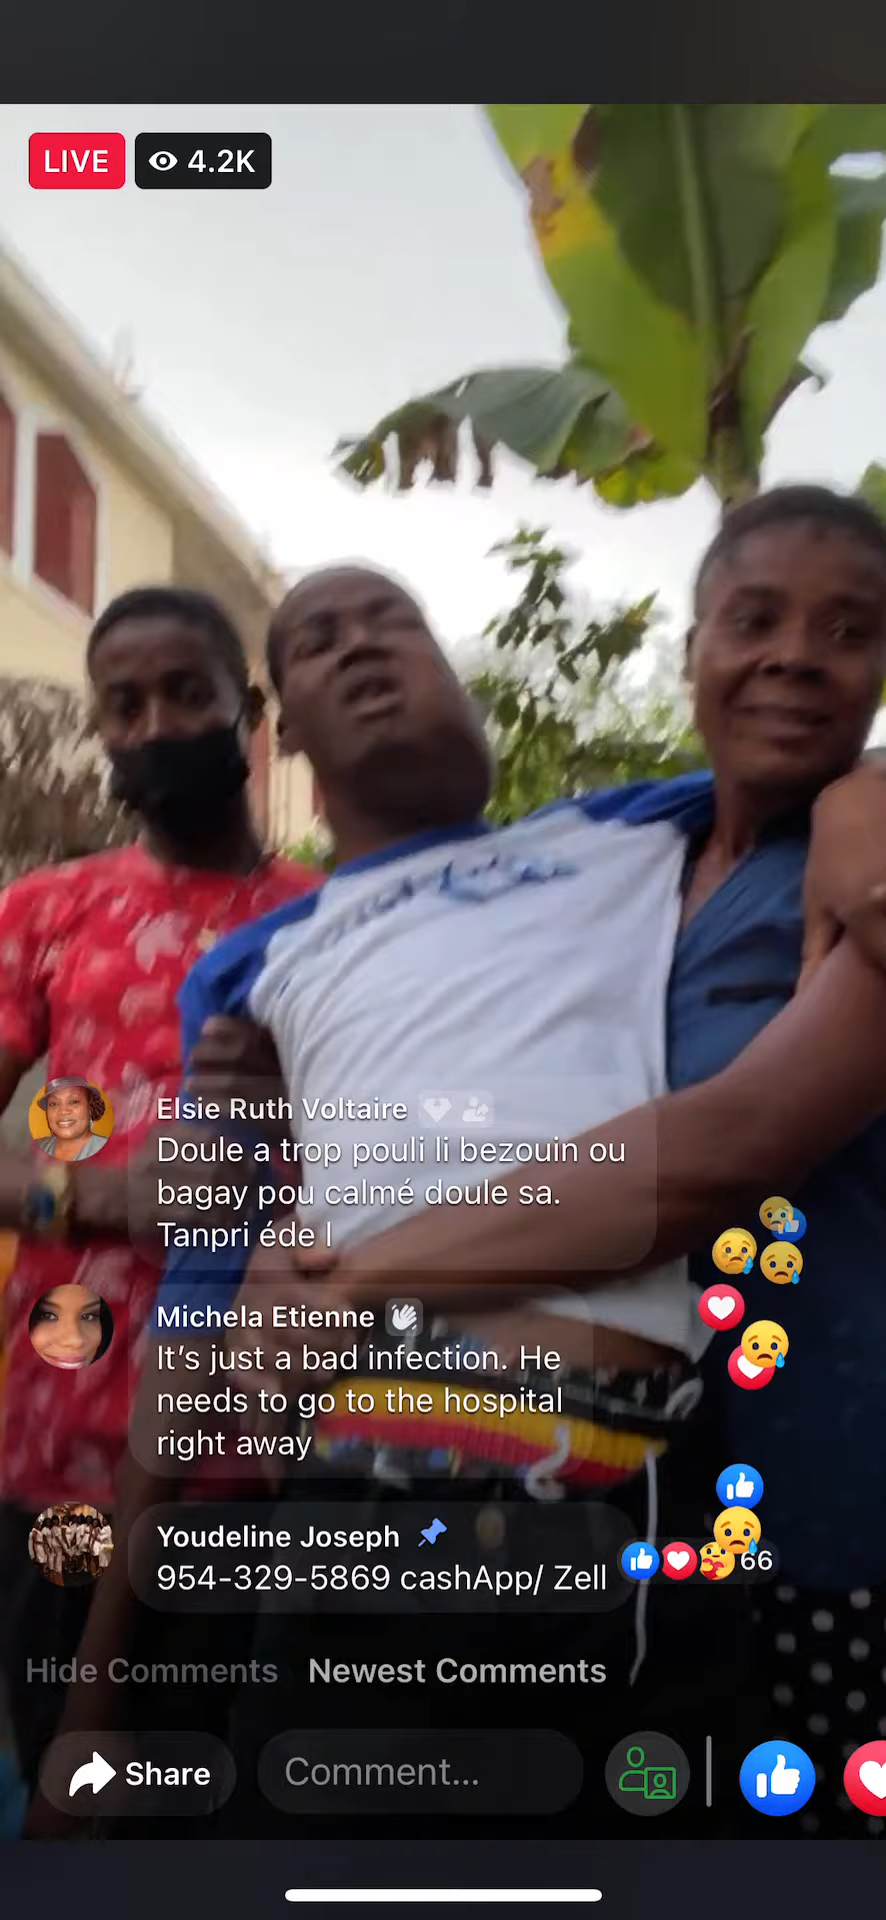 LIVE 4.2K
Elsie Ruth Voltaire
Doule a trop pouli li bezouin ou
bagay pou calmé doule sa.
Tanpri éde l
Michela Etienne
It's just a bad infection. He
needs to go to the hospital
right away
Youdeline Joseph
954-329-5869 cashApp/ Zell
66
Hide Comments Newest Comments
Share Comment...